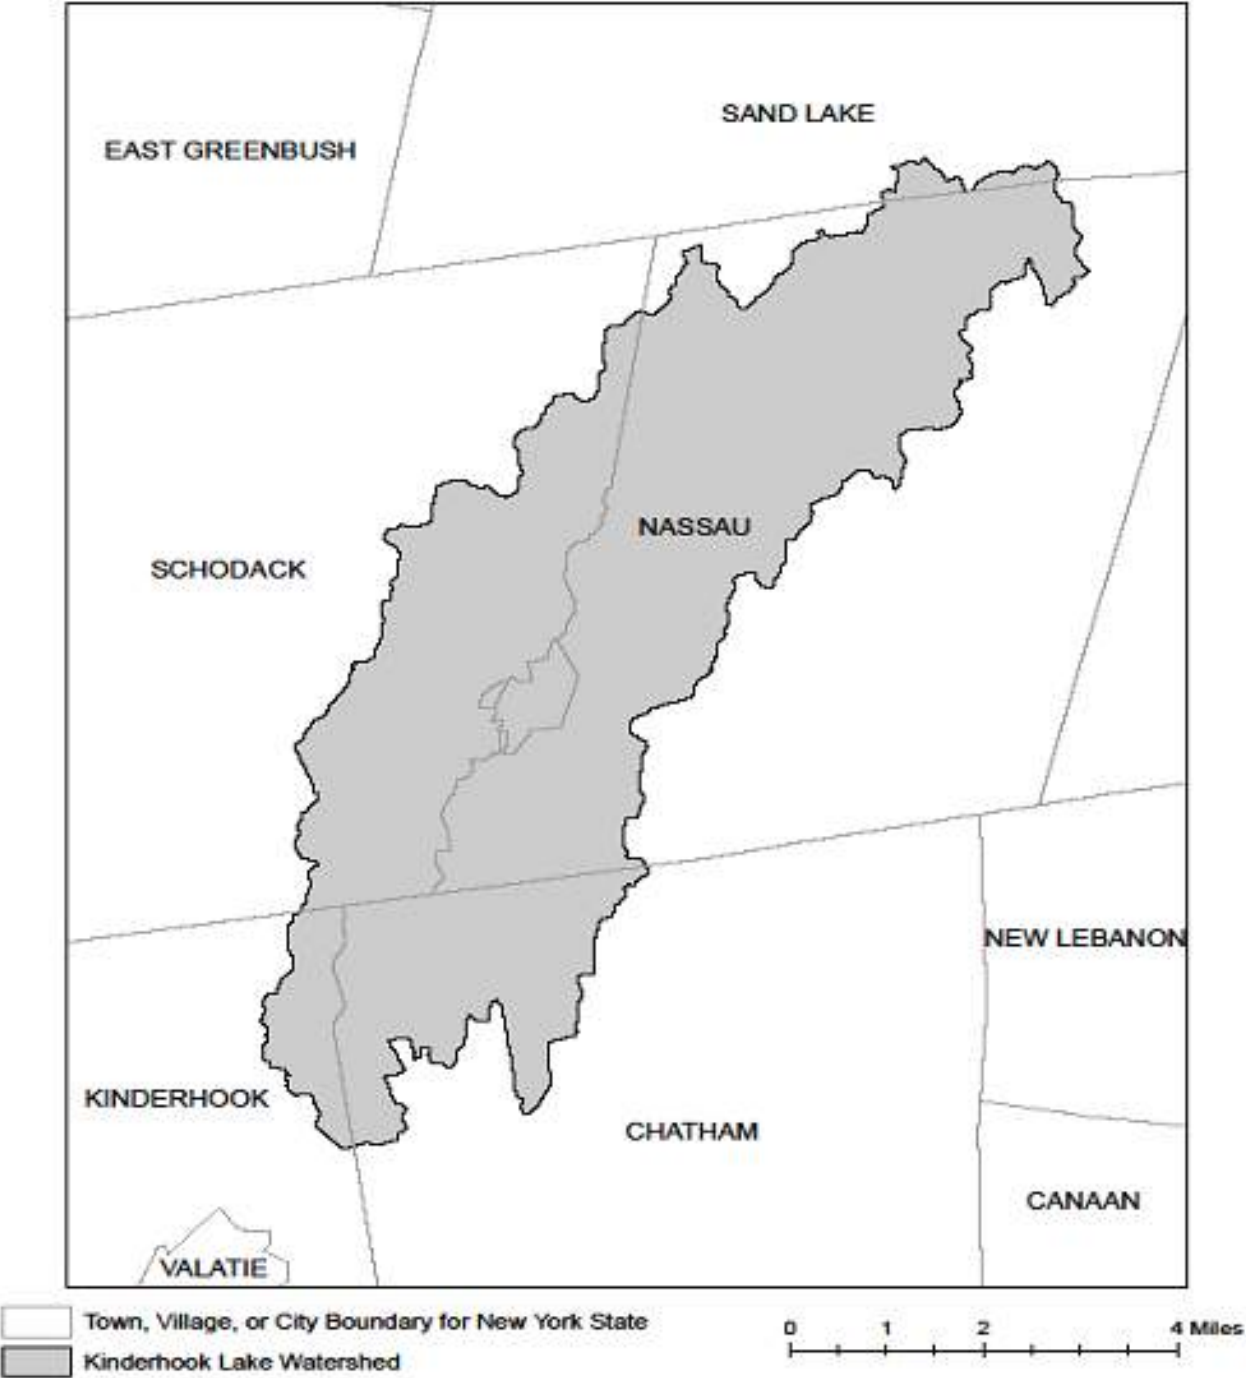 SAND LAKE
EAST GREENBUSH
NASSAU
SCHODACK
NEW LEBANON
KINDERHOOK
CHATHAM
CANAAN
VALATIE
Town, Village, or City Boundary for New York State
Kinderhook Lake Watershed
0 1 2 4 Miles